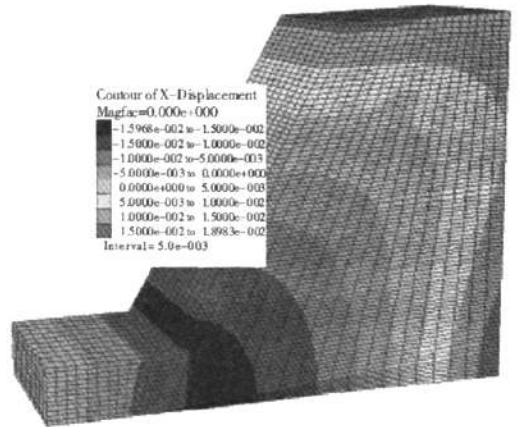 Contour of X-Displacement
Magfac=0.000e+000
-1.5968e-002 to -1.5000e-002
-1.5000e-002 to -1.0000e-002
-1.0000e-002 to -5.0000e-003
-5.0000e-003 to 0.0000e+000
0.0000e+000 to 5.0000e-003
5.0000e-003 to 1.0000e-002
1.0000e-002 to 1.5000e-002
1.5000e-002 to 1.8983e-002
Interval= 5.0e-003